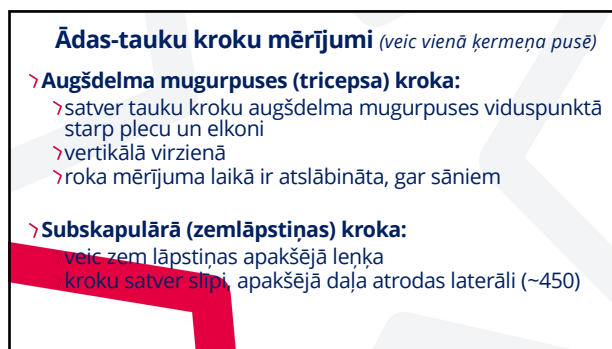 Ādas-tauku kroku mērījumi (veic vienā ķermeņa pusē)
Augšdelma mugurpuses (tricepsa) kroka:
satver tauku kroku augšdelma mugurpuses viduspunktā
starp plecu un elkoni
vertikālā virzienā
roka mērījuma laikā ir atslābināta, gar sāniem
Subskapulārā (zemlāpstiņas) kroka:
veic zem lāpstiņas apakšējā leņķa
kroku satver slīpi, apakšējā daļa atrodas laterāli (~450)